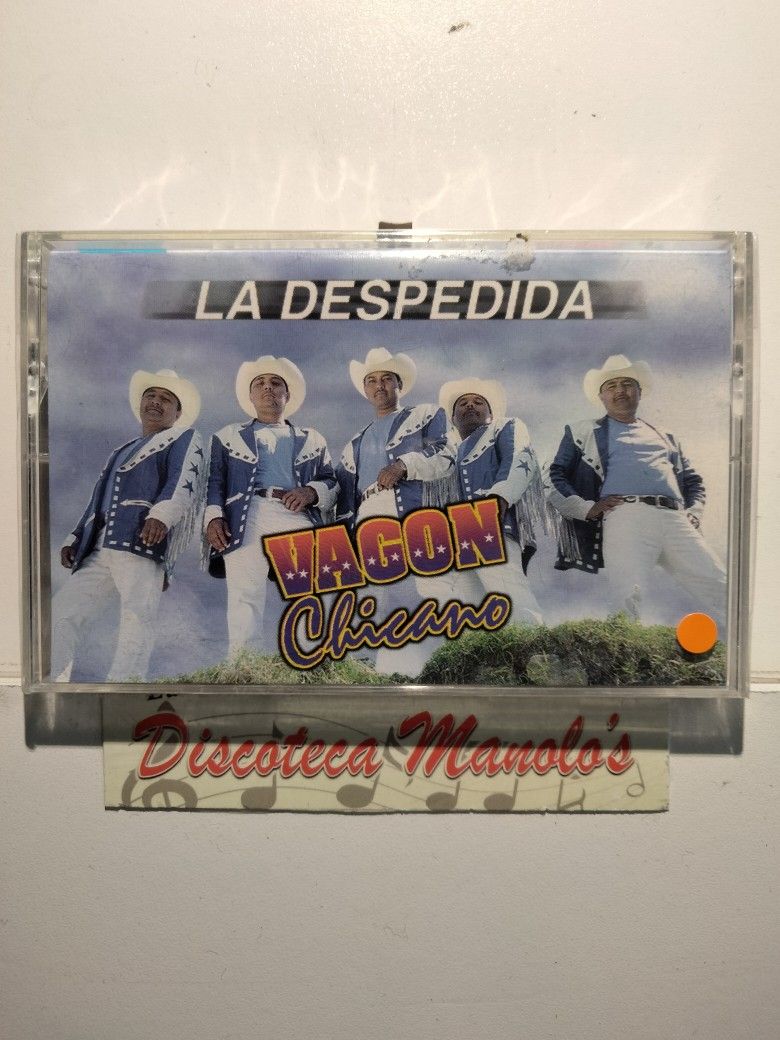 LA DESPEDIDA
VAGON
Chicano
Discoteca Manolo's